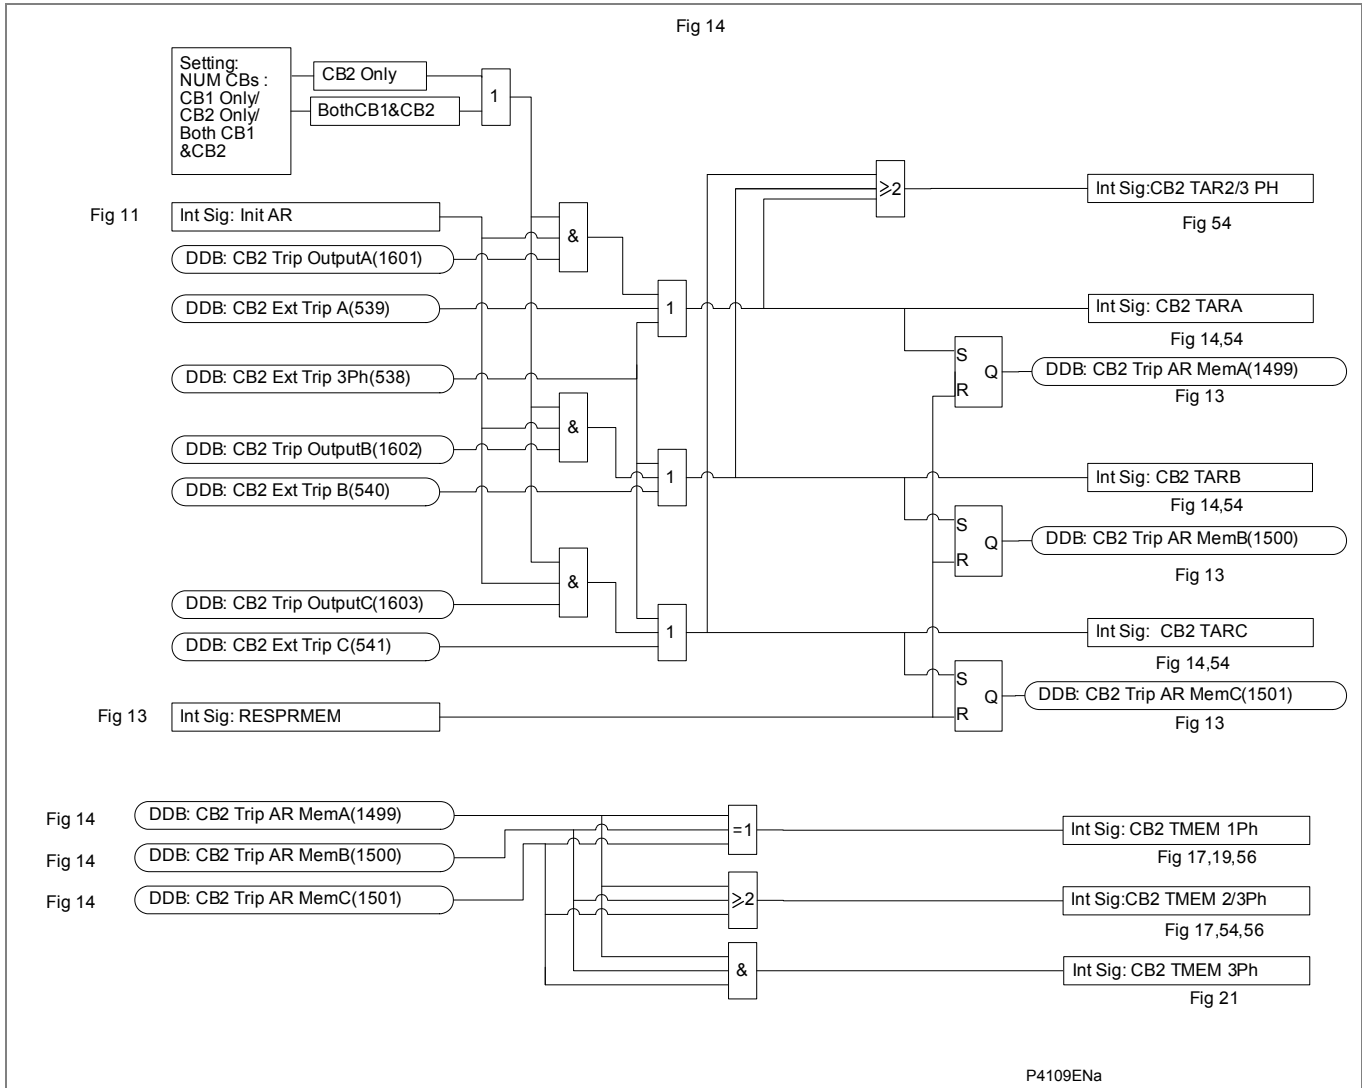 Fig 14
Setting:
NUM CBs :
CB1 Only/
CB2 Only/
Both CB1
&CB2
CB2 Only
BothCB1&CB2
1
Fig 11
Int Sig: Init AR
DDB: CB2 Trip OutputA(1601)
&
DDB: CB2 Ext Trip A(539)
1
DDB: CB2 Ext Trip 3Ph(538)
&
DDB: CB2 Trip OutputB(1602)
DDB: CB2 Ext Trip B(540)
1
&
DDB: CB2 Trip OutputC(1603)
DDB: CB2 Ext Trip C(541)
1
Fig 13
Int Sig: RESPRMEM
⩾2
Int Sig:CB2 TAR2/3 PH
Fig 54
Int Sig: CB2 TARA
Fig 14,54
S
R
Q
DDB: CB2 Trip AR MemA(1499)
Fig 13
Int Sig: CB2 TARB
Fig 14,54
S
R
Q
DDB: CB2 Trip AR MemB(1500)
Fig 13
Int Sig: CB2 TARC
Fig 14,54
S
R
Q
DDB: CB2 Trip AR MemC(1501)
Fig 13
Fig 14
DDB: CB2 Trip AR MemA(1499)
Fig 14
DDB: CB2 Trip AR MemB(1500)
Fig 14
DDB: CB2 Trip AR MemC(1501)
=1
Int Sig: CB2 TMEM 1Ph
Fig 17,19,56
⩾2
Int Sig:CB2 TMEM 2/3Ph
Fig 17,54,56
&
Int Sig: CB2 TMEM 3Ph
Fig 21
P4109ENa